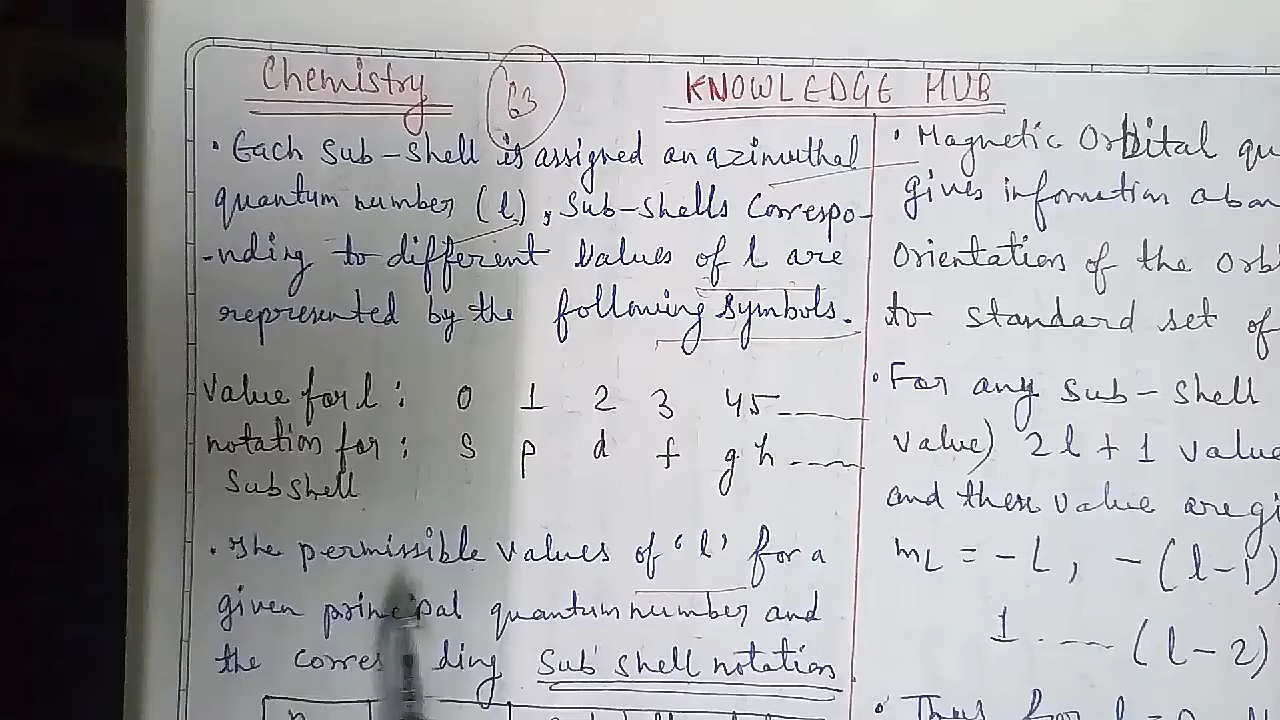 Chemistry 63 KNOWLEDGE HUB
• Each Sub-Shell is assigned an azimuthal
quantum number (l), Sub-shells Correspo-
-nding to different Values of l are
represented by the following symbols.
Value for l : 0 1 2 3 4 5
notation for : s p d f g h
Subshell
• The permissible values of 'l' for a
given principal quantum number and
the corres ding Sub shell notation
n
• Magnetic Orbital qu
gives information abou
Orientation of the Orb
to standard set of
• For any Sub-shell
Value) 2l + 1 value
and these value are gi
mL = -L, -(l-1)
1 --- (l-2)
• Thus for l = 0